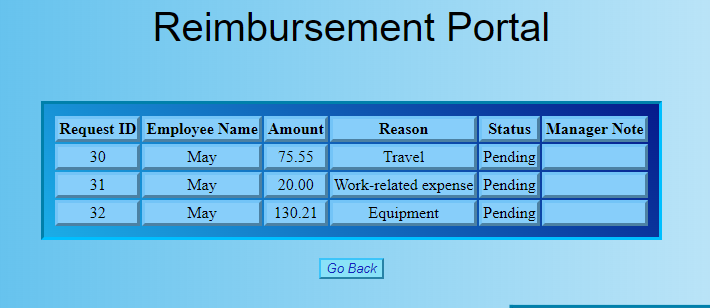 Reimbursement Portal
Request ID Employee Name Amount Reason Status Manager Note
30 May 75.55 Travel Pending
31 May 20.00 Work-related expense Pending
32 May 130.21 Equipment Pending
Go Back